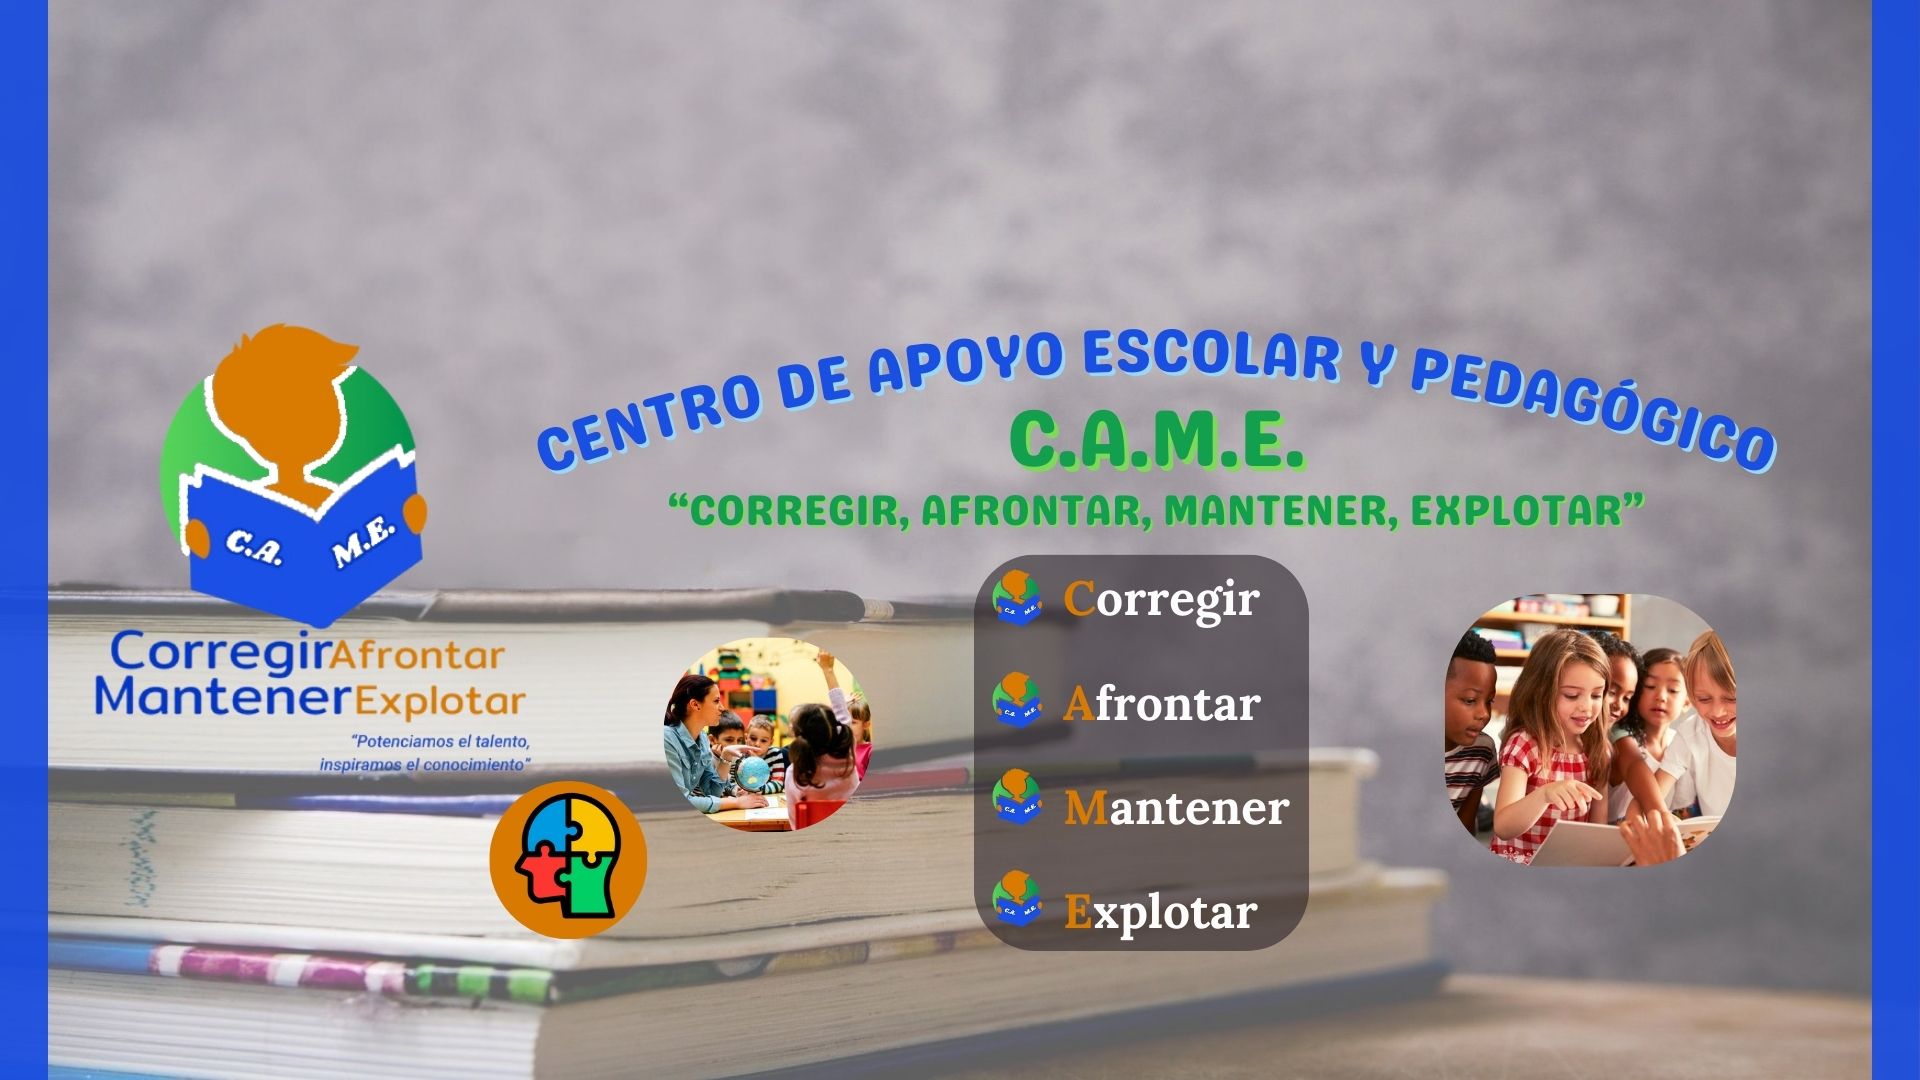 CENTRO DE APOYO ESCOLAR Y PEDAGÓGICO
C.A.M.E.
“CORREGIR, AFRONTAR, MANTENER, EXPLOTAR”
C.A. M.E.
CorregirAfrontar
MantenerExplotar
“Potenciamos el talento,
inspiramos el conocimiento”
C.A. M.E. Corregir
C.A. M.E. Afrontar
C.A. M.E. Mantener
C.A. M.E. Explotar